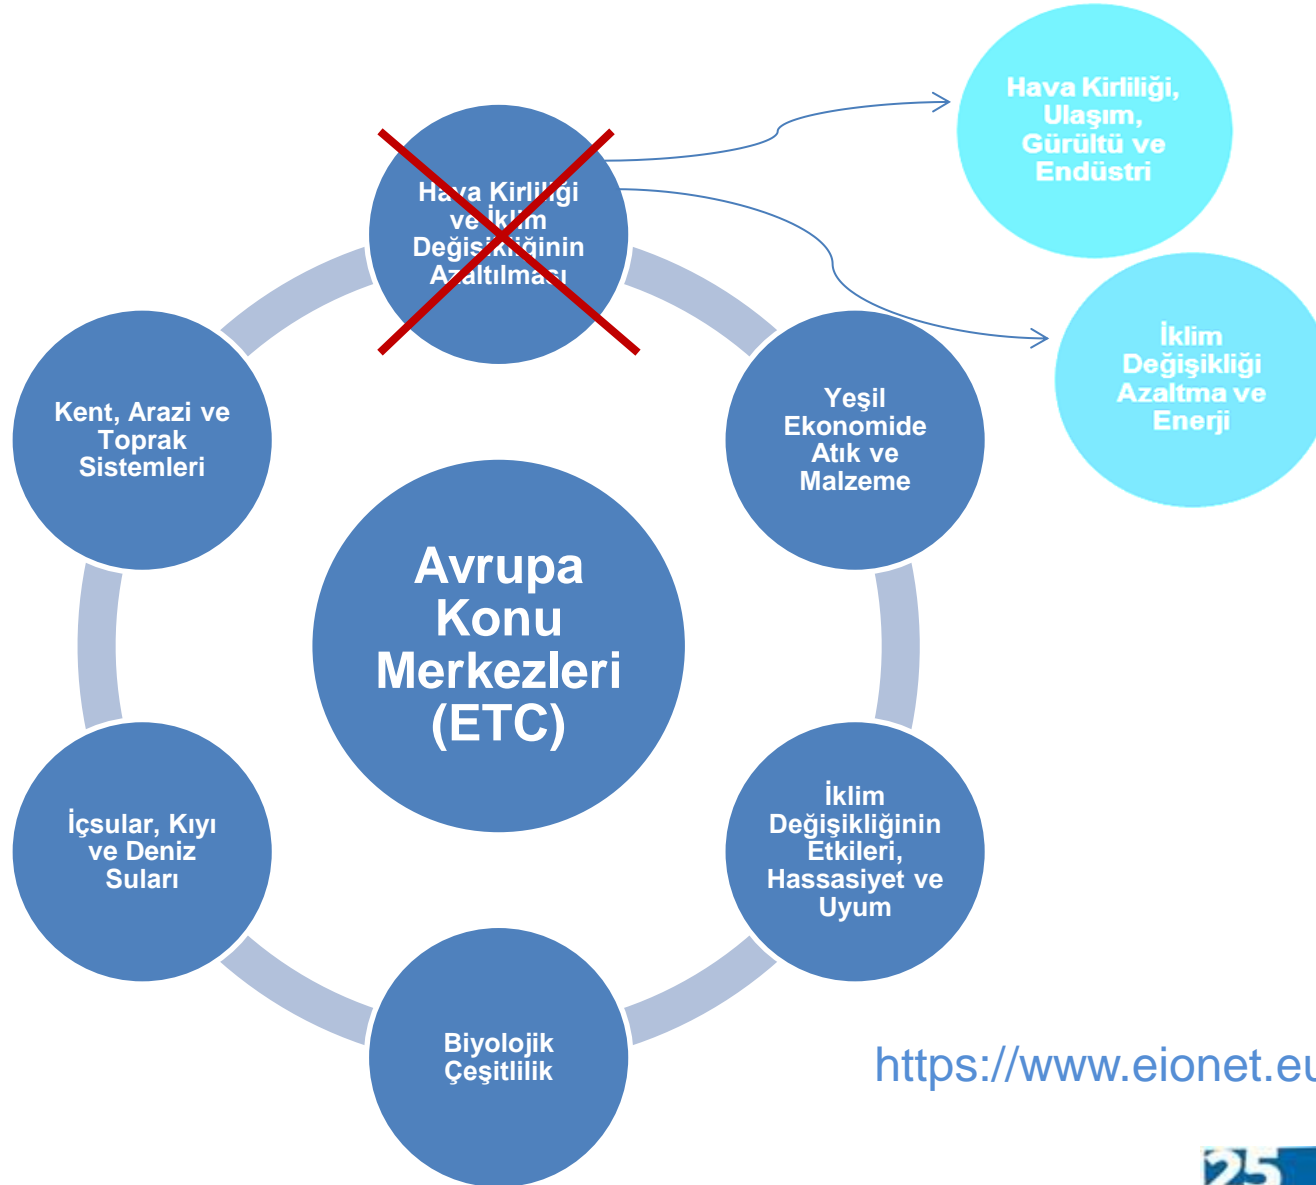 Hava Kirliliği,
Ulaşım,
Gürültü ve
Endüstri
Hava Kirliliği
ve İklim
Değisikliğinin
Azaltılması
İklim
Değişikliği
Azaltma ve
Enerji
Kent, Arazi ve
Toprak
Sistemleri
Yeşil
Ekonomide
Atık ve
Malzeme
Avrupa
Konu
Merkezleri
(ETC)
İçsular, Kıyı
ve Deniz
Suları
İklim
Değişikliğinin
Etkileri,
Hassasiyet ve
Uyum
Biyolojik
Çeşitlilik
https://www.eionet.eu
25